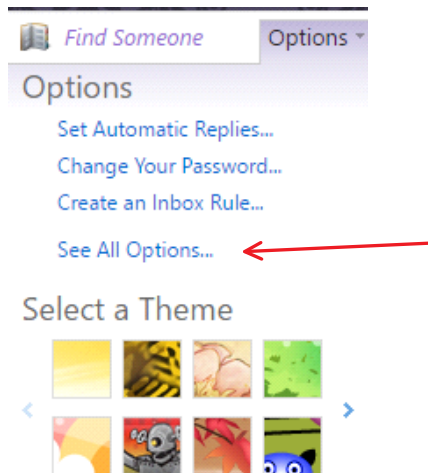 Find Someone
Options
Options
Set Automatic Replies...
Change Your Password...
Create an Inbox Rule...
See All Options...
Select a Theme